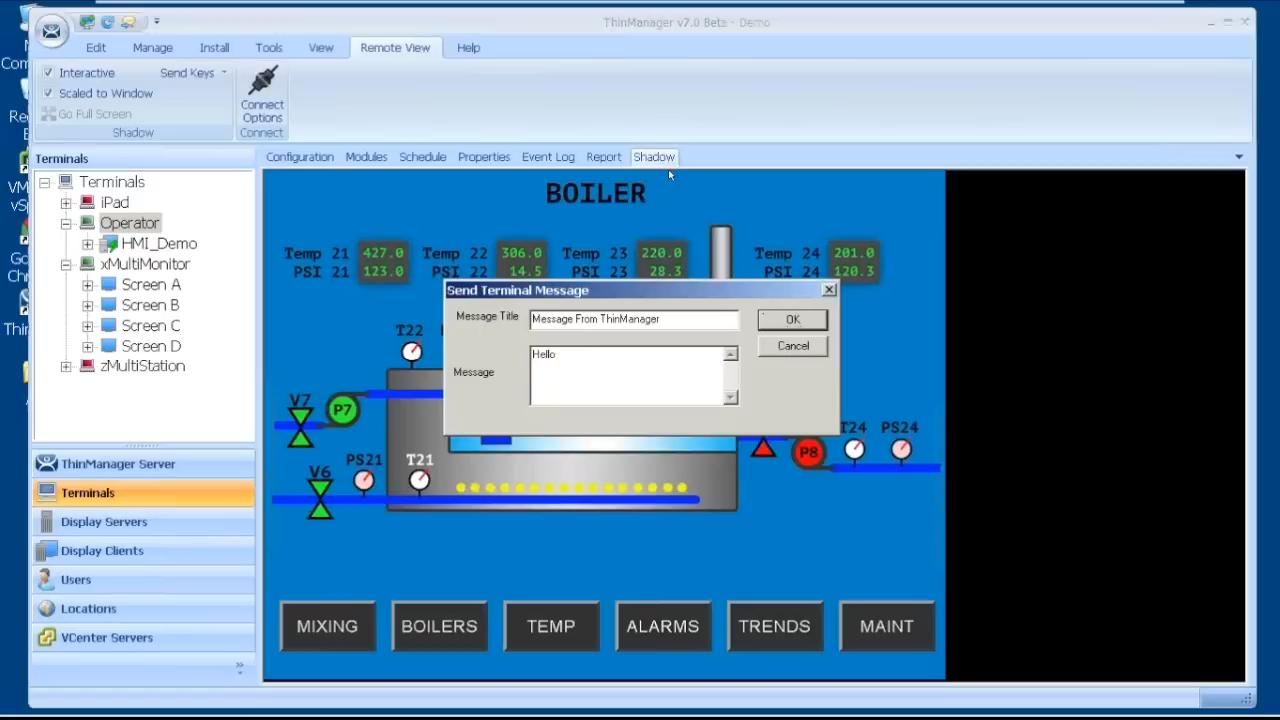 ThinManager v7.0 Beta - Demo
Edit Manage Install Tools View Remote View Help
Interactive Send Keys
Scaled to Window
Go Full Screen
Shadow
Connect
Options
Connect
Terminals
Configuration Modules Schedule Properties Event Log Report Shadow
Terminals
iPad
Operator
HMI_Demo
xMultiMonitor
Screen A
Screen B
Screen C
Screen D
zMultiStation
ThinManager Server
Terminals
Display Servers
Display Clients
Users
Locations
VCenter Servers
BOILER
Temp 21 427.0 Temp 22 306.0 Temp 23 220.0 Temp 24 201.0
PSI 21 123.0 PSI 22 14.5 PSI 23 28.3 PSI 24 120.3
Send Terminal Message
Message Title Message From ThinManager OK
Hello Cancel
Message
T22
V7 P7
PS21 T21
V6
P8 T24 PS24
MIXING BOILERS TEMP ALARMS TRENDS MAINT